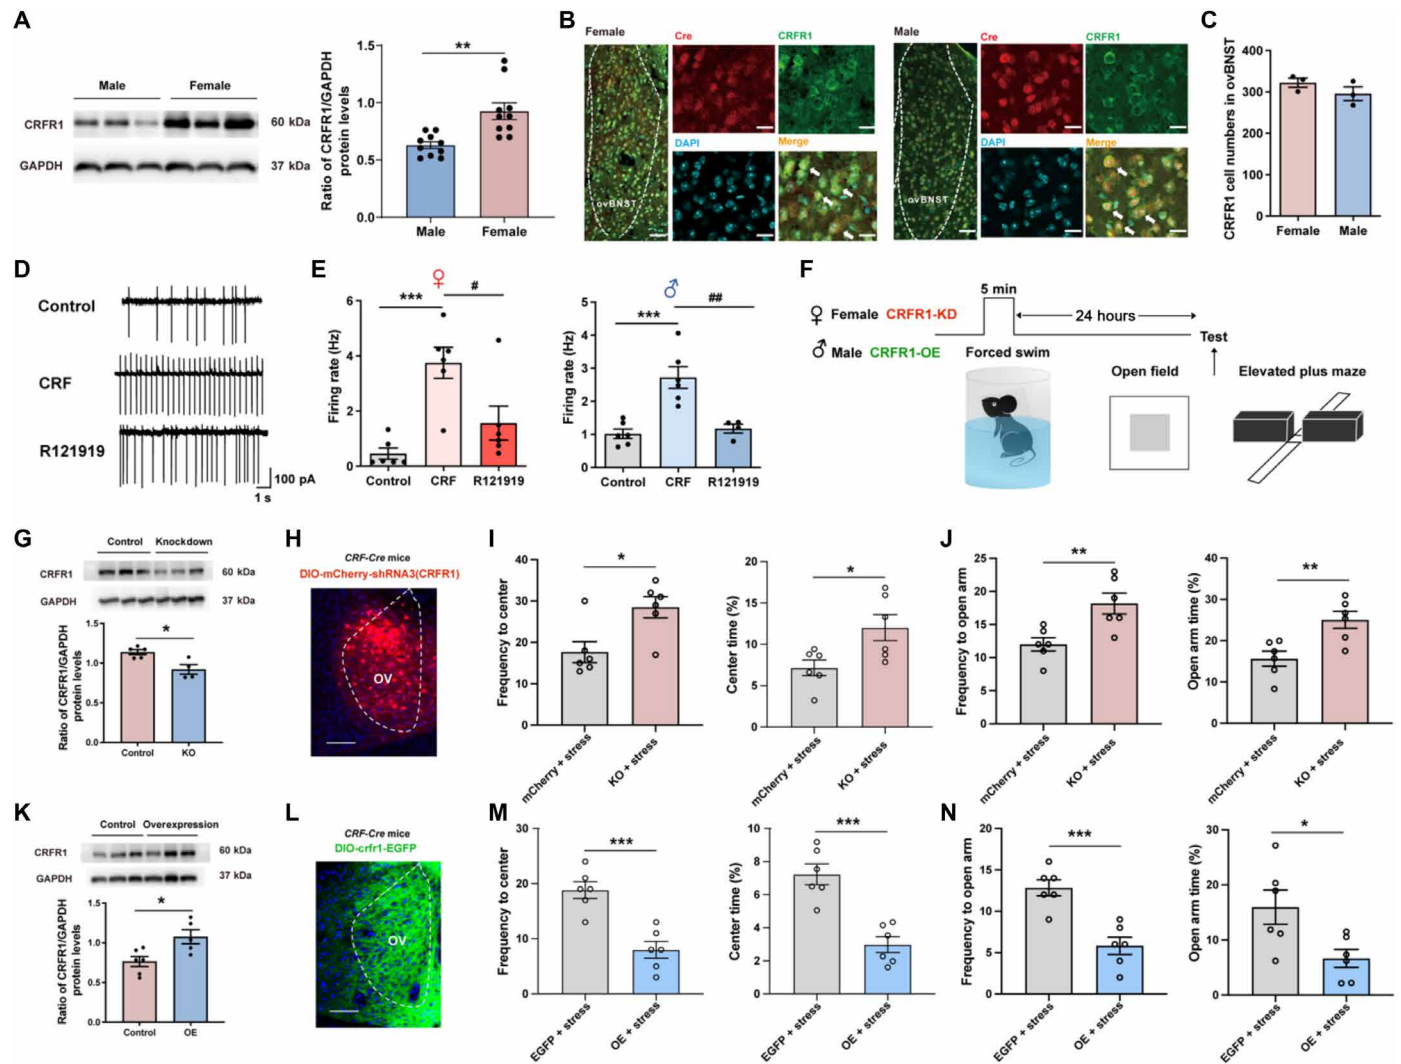 A
Male
Female
CRFR1
60 kDa
GAPDH
37 kDa
Ratio of CRFR1/GAPDH
protein levels
1.5
1.0
0.5
0.0
**
Male
Female
B
Female
Cre
CRFR1
DAPI
Merge
ovBNST
Male
Cre
CRFR1
DAPI
Merge
ovBNST
C
CRFR1 cell numbers in ovBNST
400
300
200
100
0
Female
Male
D
Control
CRF
R121919
100 pA
1 s
E
♀
Firing rate (Hz)
6
4
2
0
***
#
Control
CRF
R121919
♂
Firing rate (Hz)
5
4
3
2
1
0
***
##
Control
CRF
R121919
F
5 min
♀ Female CRFR1-KD
24 hours
Test
♂ Male CRFR1-OE
Forced swim
Open field
Elevated plus maze
G
Control
Knockdown
CRFR1
60 kDa
GAPDH
37 kDa
Ratio of CRFR1/GAPDH
protein levels
1.5
1.0
0.5
0.0
*
Control
KO
H
CRF-Cre mice
DIO-mCherry-shRNA3(CRFR1)
OV
I
Frequency to center
40
30
20
10
0
*
mCherry + stress
KO + stress
Center time (%)
20
15
10
5
0
*
mCherry + stress
KO + stress
J
Frequency to open arm
25
20
15
10
5
0
**
mCherry + stress
KO + stress
Open arm time (%)
40
30
20
10
0
**
mCherry + stress
KO + stress
K
Control
Overexpression
CRFR1
60 kDa
GAPDH
37 kDa
Ratio of CRFR1/GAPDH
protein levels
1.5
1.0
0.5
0.0
*
Control
OE
L
CRF-Cre mice
DIO-crfr1-EGFP
OV
M
Frequency to center
30
20
10
0
***
EGFP + stress
OE + stress
Center time (%)
10
8
6
4
2
0
***
EGFP + stress
OE + stress
N
Frequency to open arm
20
15
10
5
0
***
EGFP + stress
OE + stress
Open arm time (%)
30
20
10
0
*
EGFP + stress
OE + stress